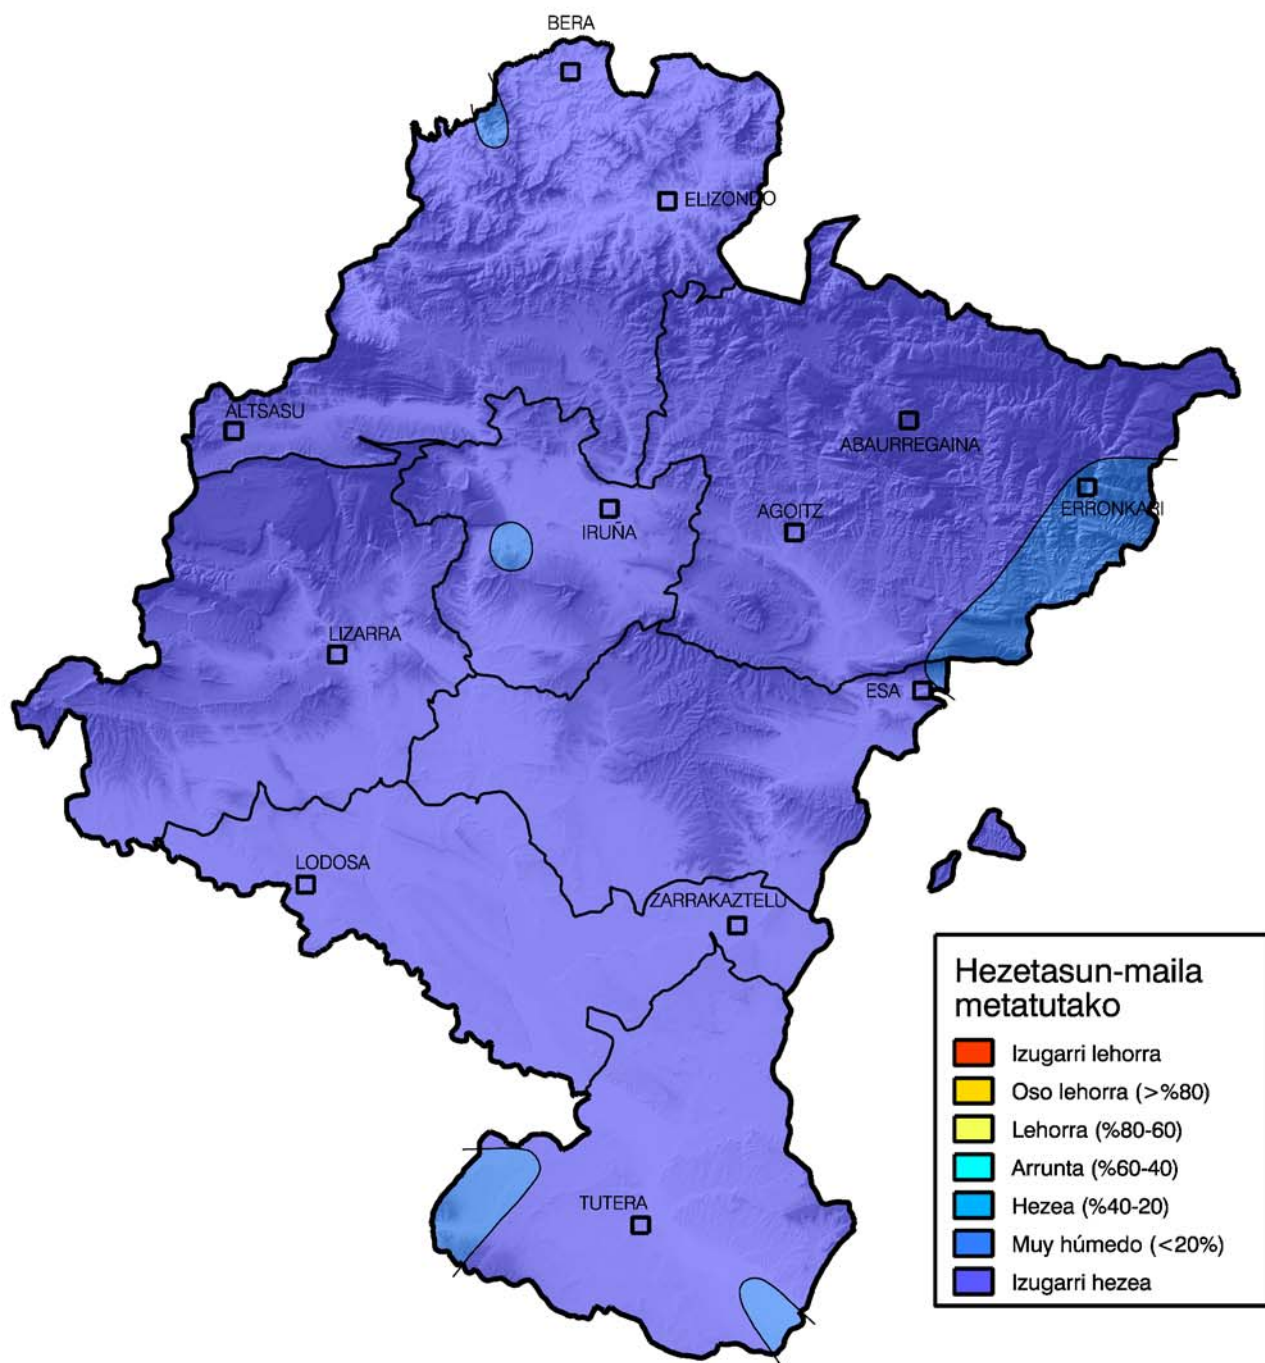 BERA
ELIZONDO
ALTSASU
ABAURREGAINA
ERRONKARI
AGOITZ
IRUÑA
LIZARRA
ESA
LODOSA
ZARRAKAZTELU
TUTERA
Hezetasun-maila
metatutako
Izugarri lehorra
Oso lehorra (>%80)
Lehorra (%80-60)
Arrunta (%60-40)
Hezea (%40-20)
Muy húmedo (<20%)
Izugarri hezea